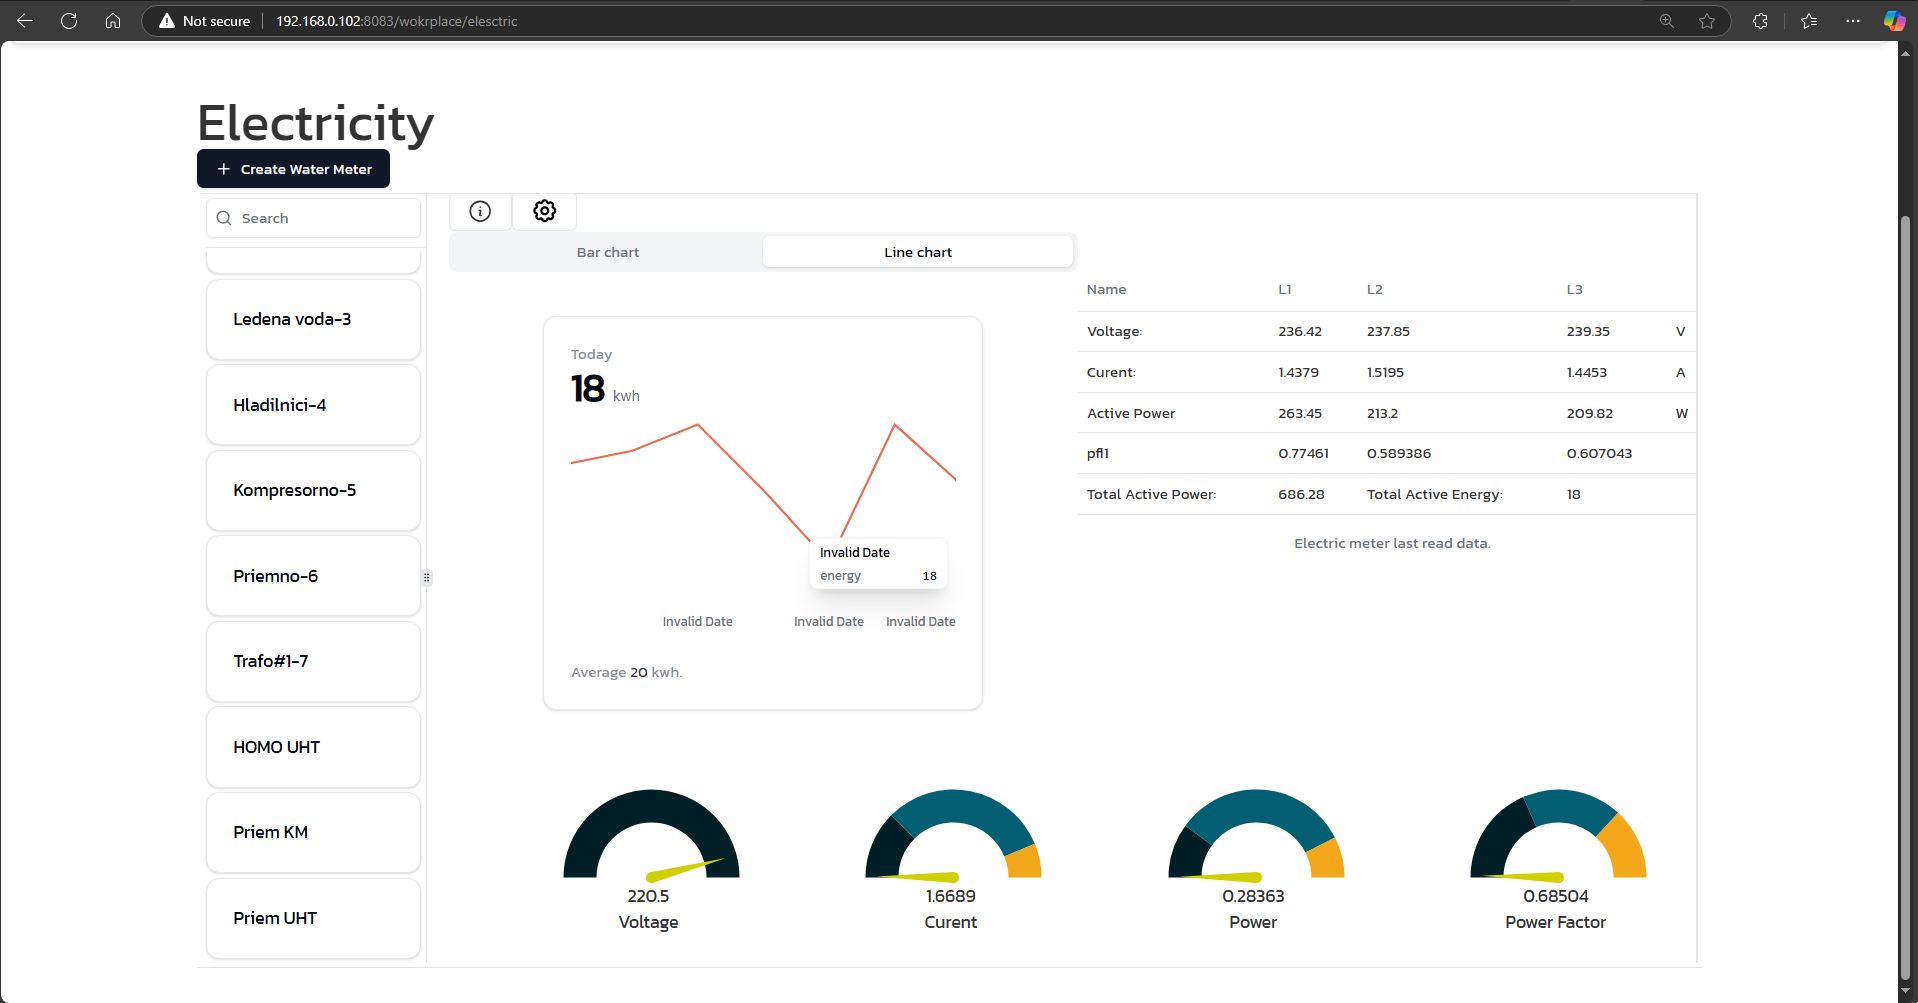 Not secure 192.168.0.102:8083/wokrplace/elesctric
Electricity
Create Water Meter
Search
Ledena voda-3
Hladilnici-4
Kompresorno-5
Priemno-6
Trafo#1-7
HOMO UHT
Priem KM
Priem UHT
Bar chart Line chart
Today
18 kwh
Invalid Date
energy 18
Invalid Date Invalid Date Invalid Date
Average 20 kwh.
Name L1 L2 L3
Voltage: 236.42 237.85 239.35 V
Curent: 1.4379 1.5195 1.4453 A
Active Power 263.45 213.2 209.82 W
pfl1 0.77461 0.589386 0.607043
Total Active Power: 686.28 Total Active Energy: 18
Electric meter last read data.
220.5
Voltage
1.6689
Curent
0.28363
Power
0.68504
Power Factor